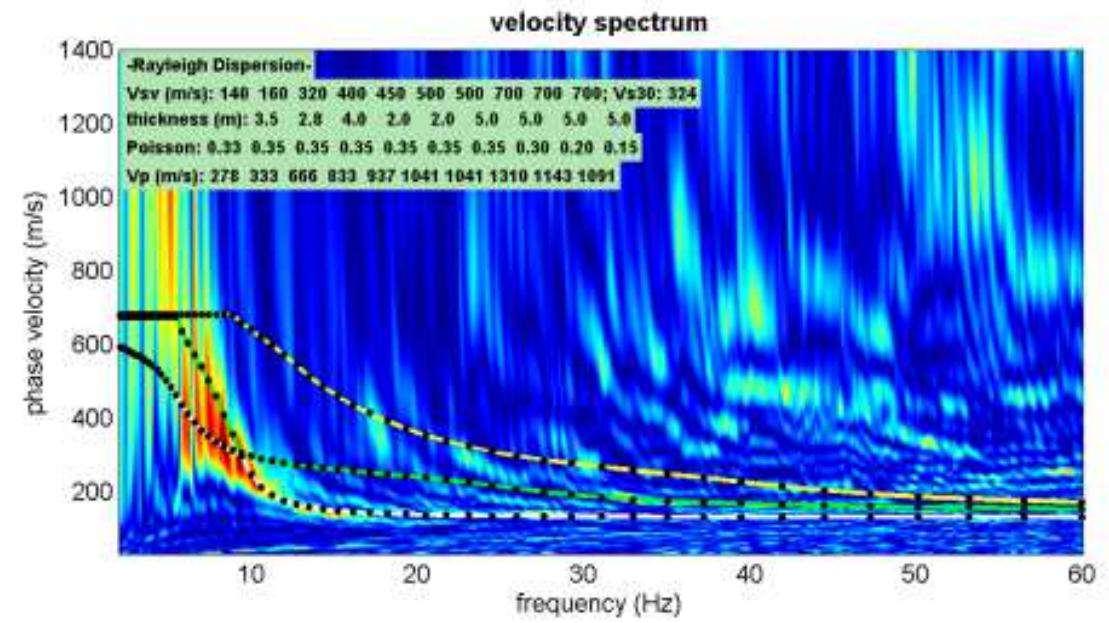 velocity spectrum
1400
-Rayleigh Dispersion-
Vsv (m/s): 140 160 320 400 450 500 500 700 700 700; Vs30: 324
1200
thickness (m): 3.5 2.8 4.0 2.0 2.0 5.0 5.0 5.0 5.0
Poisson: 0.33 0.35 0.35 0.35 0.35 0.35 0.35 0.30 0.20 0.15
Vp (m/s): 278 333 666 833 937 1041 1041 1310 1143 1091
1000
800
600
400
200
phase velocity (m/s)
10 20 30 40 50 60
frequency (Hz)